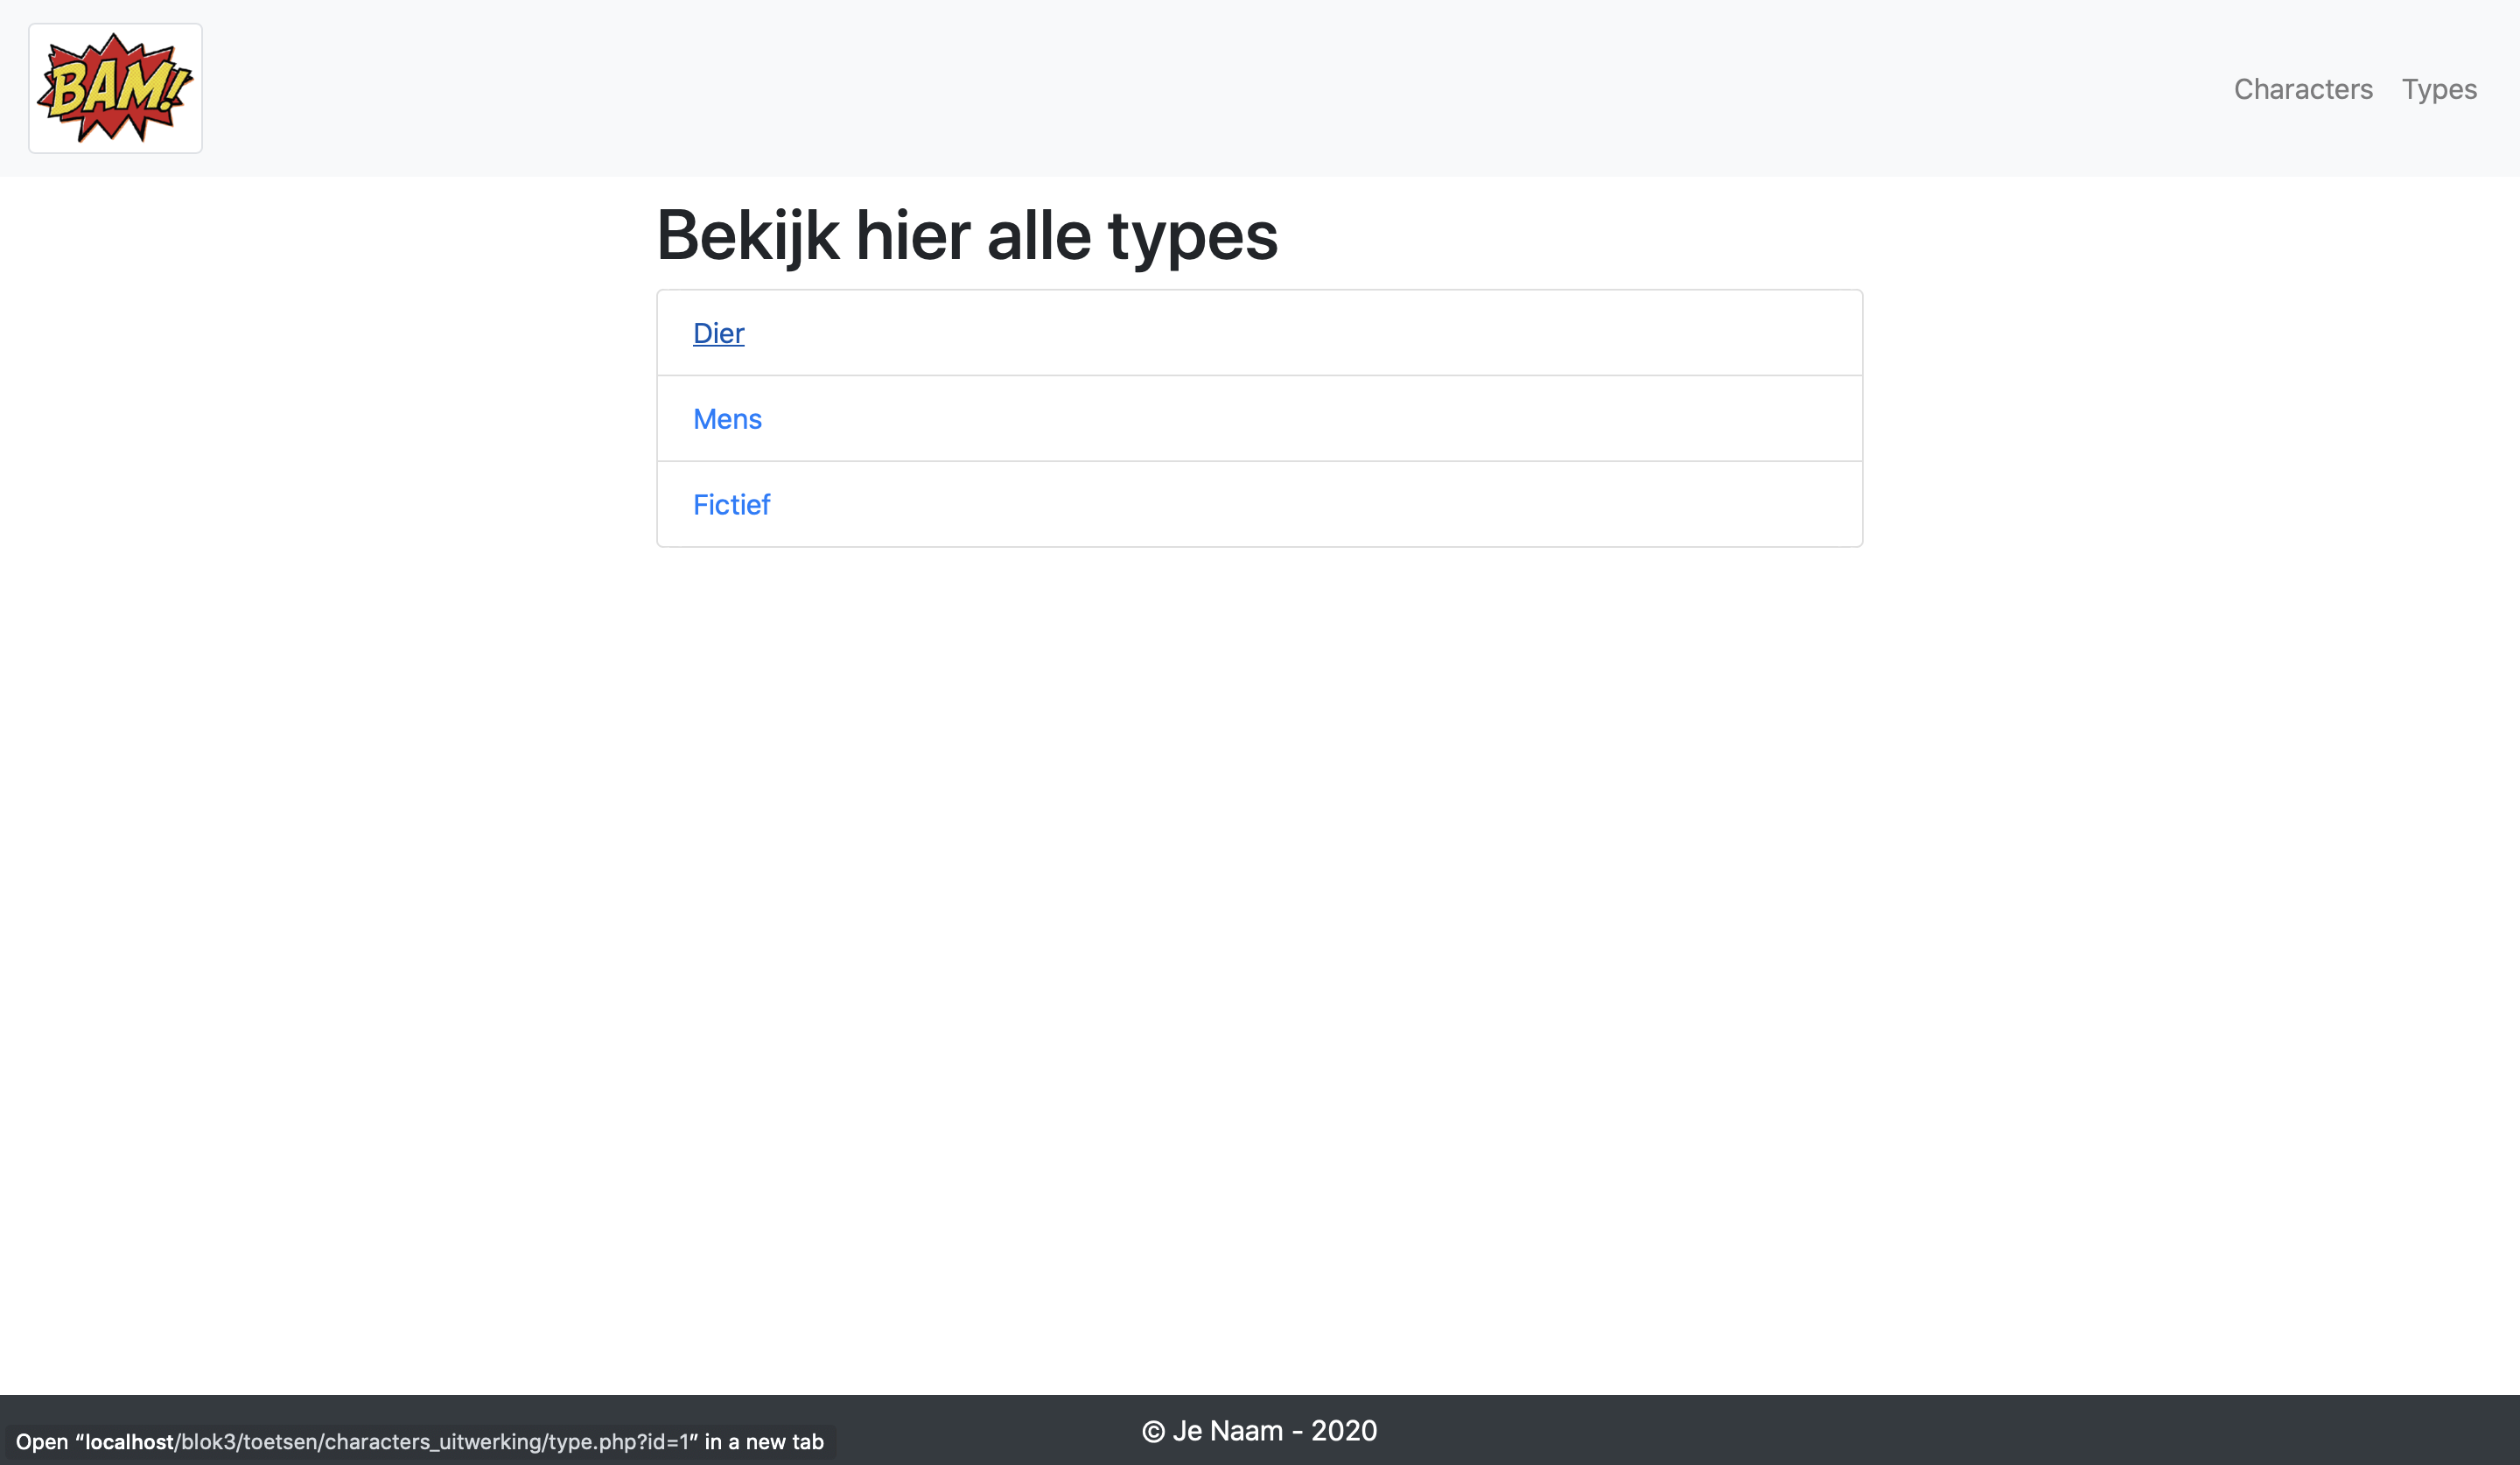 BAM!
Characters Types
Bekijk hier alle types
Dier
Mens
Fictief
© Je Naam - 2020
Open “localhost/blok3/toetsen/characters_uitwerking/type.php?id=1” in a new tab